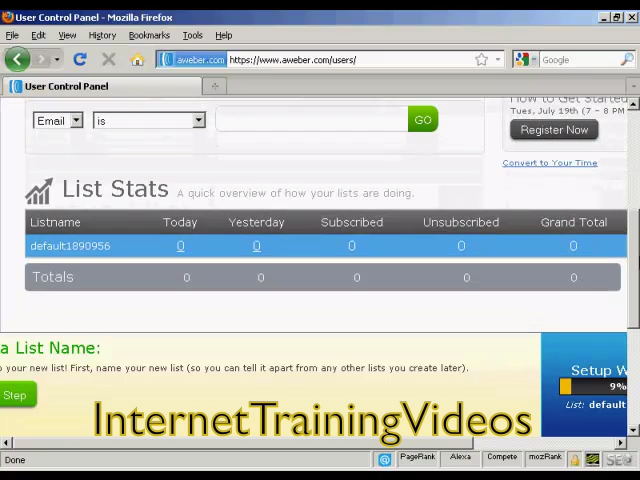 User Control Panel - Mozilla Firefox
File Edit View History Bookmarks Tools Help
aweber.com https://www.aweber.com/users/
Google
User Control Panel
How to Get Started
Email is GO
Tues, July 19th (7 - 8 PM
Register Now
Convert to Your Time
List Stats A quick overview of how your lists are doing.
Listname Today Yesterday Subscribed Unsubscribed Grand Total
default1890956 0 0 0 0 0
Totals 0 0 0 0 0
a List Name:
o your new list! First, name your new list (so you can tell it apart from any other lists you create later).
Step
Setup W
9%
List: default
InternetTrainingVideos
Done
PageRank Alexa Compete mozRank
SE